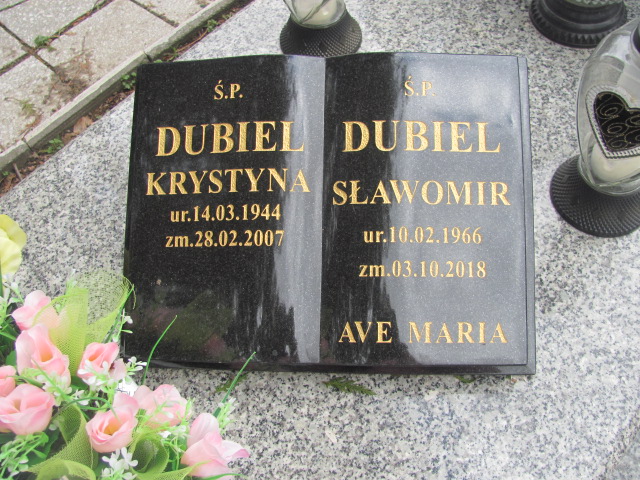 Ś.P.
DUBIEL
KRYSTYNA
ur.14.03.1944
zm.28.02.2007
Ś.P.
DUBIEL
SŁAWOMIR
ur.10.02.1966
zm.03.10.2018
AVE MARIA